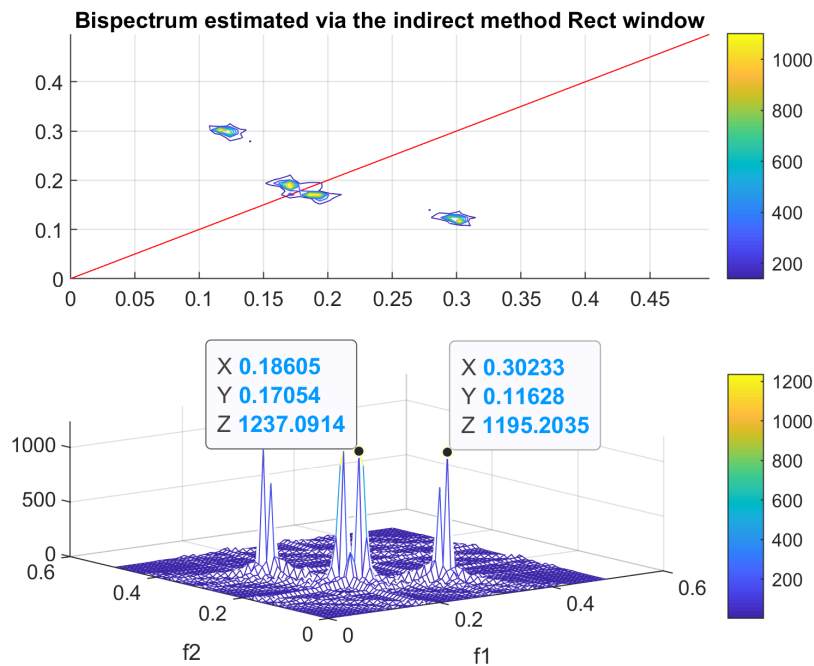 Bispectrum estimated via the indirect method Rect window
0.4
0.3
0.2
0.1
0
0 0.05 0.1 0.15 0.2 0.25 0.3 0.35 0.4 0.45
1000
800
600
400
200
X 0.18605
Y 0.17054
Z 1237.0914
X 0.30233
Y 0.11628
Z 1195.2035
1000
500
0
0.6
0.4
0.2
0
f2
0
0.2
0.4
0.6
f1
1200
1000
800
600
400
200